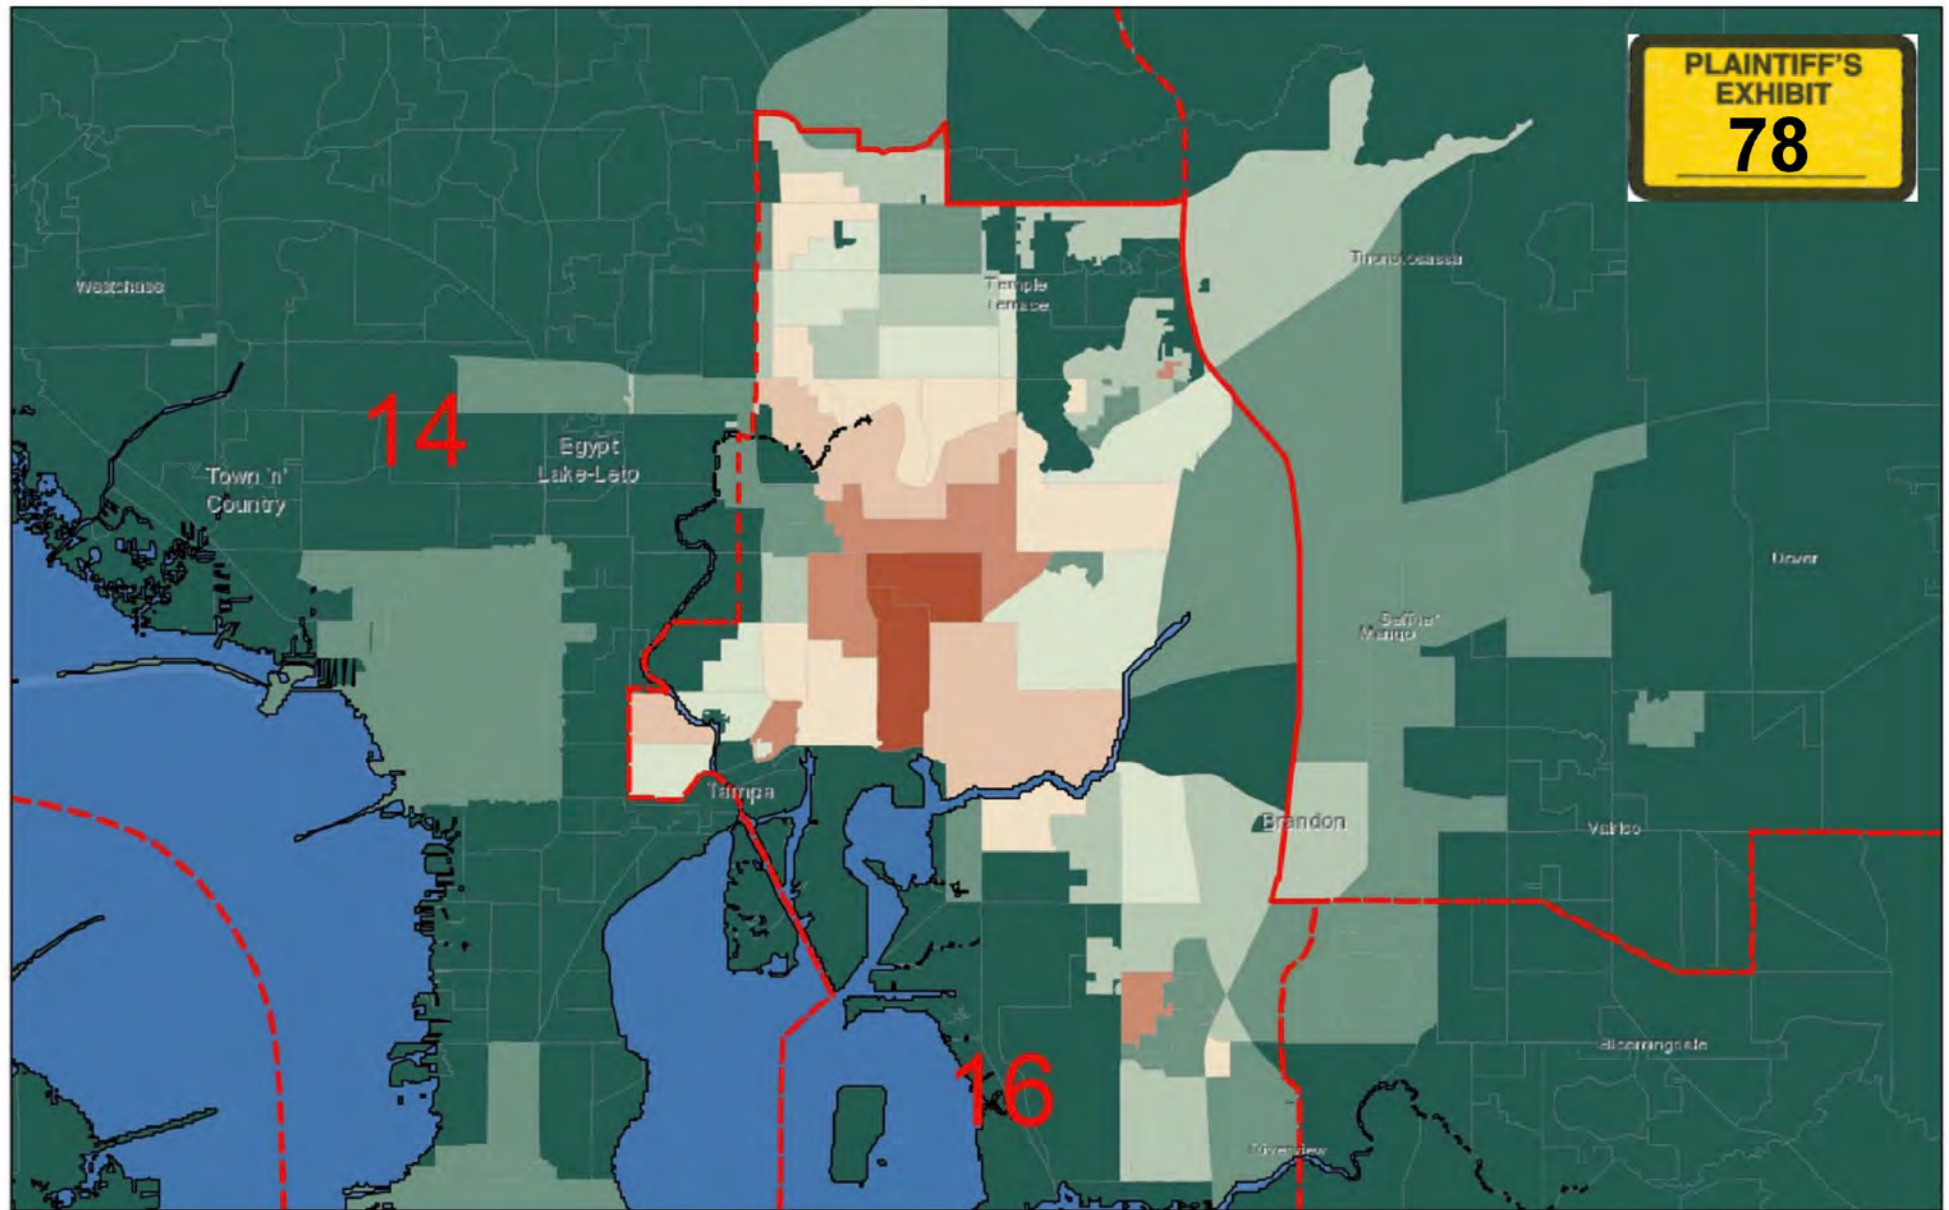 PLAINTIFF'S
EXHIBIT
78
Westchase
Thonotosassa
Temple
Terrace
14
Egypt
Lake-Leto
Town 'n'
Country
Dover
Seffner
Mango
Tampa
Brandon
Valrico
Bloomingdale
16
Riverview